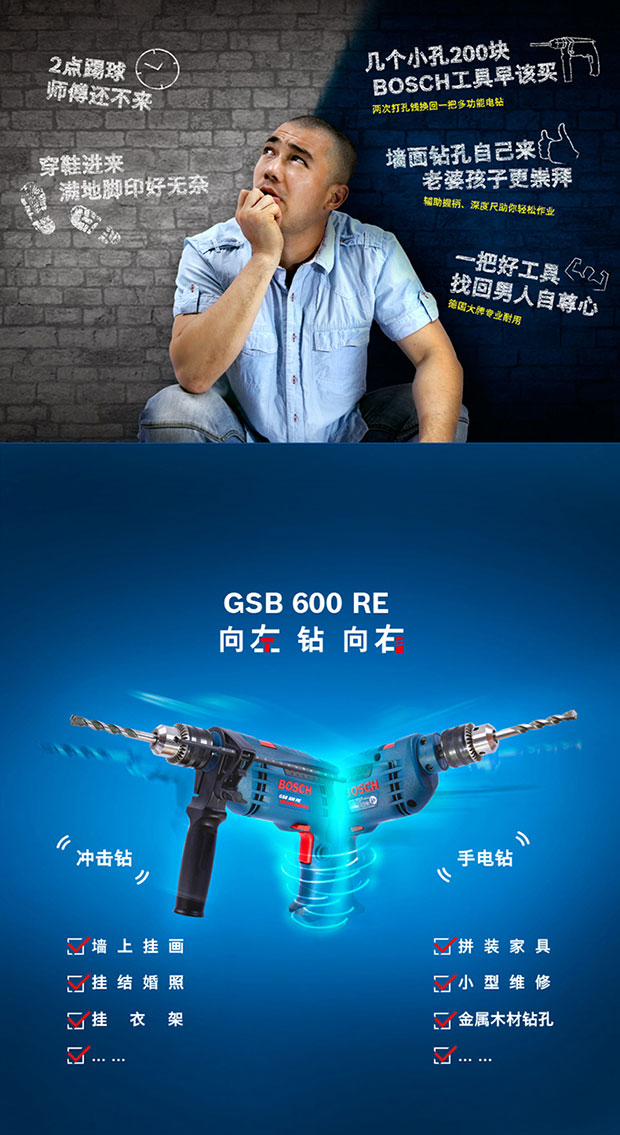 2点踢球
师傅还不来
穿鞋进来
满地脚印好无奈
几个小孔200块
BOSCH工具早该买
两次打孔钱换回一把多功能电钻
墙面钻孔自己来
老婆孩子更崇拜
辅助握柄、深度尺助你轻松作业
一把好工具
找回男人自尊心
德国大牌专业耐用
GSB 600 RE
向左 钻 向右
BOSCH
GSB 600 RE
BOSCH
冲击钻
手电钻
墙上挂画
挂结婚照
挂衣架
... ...
拼装家具
小型维修
金属木材钻孔
... ...